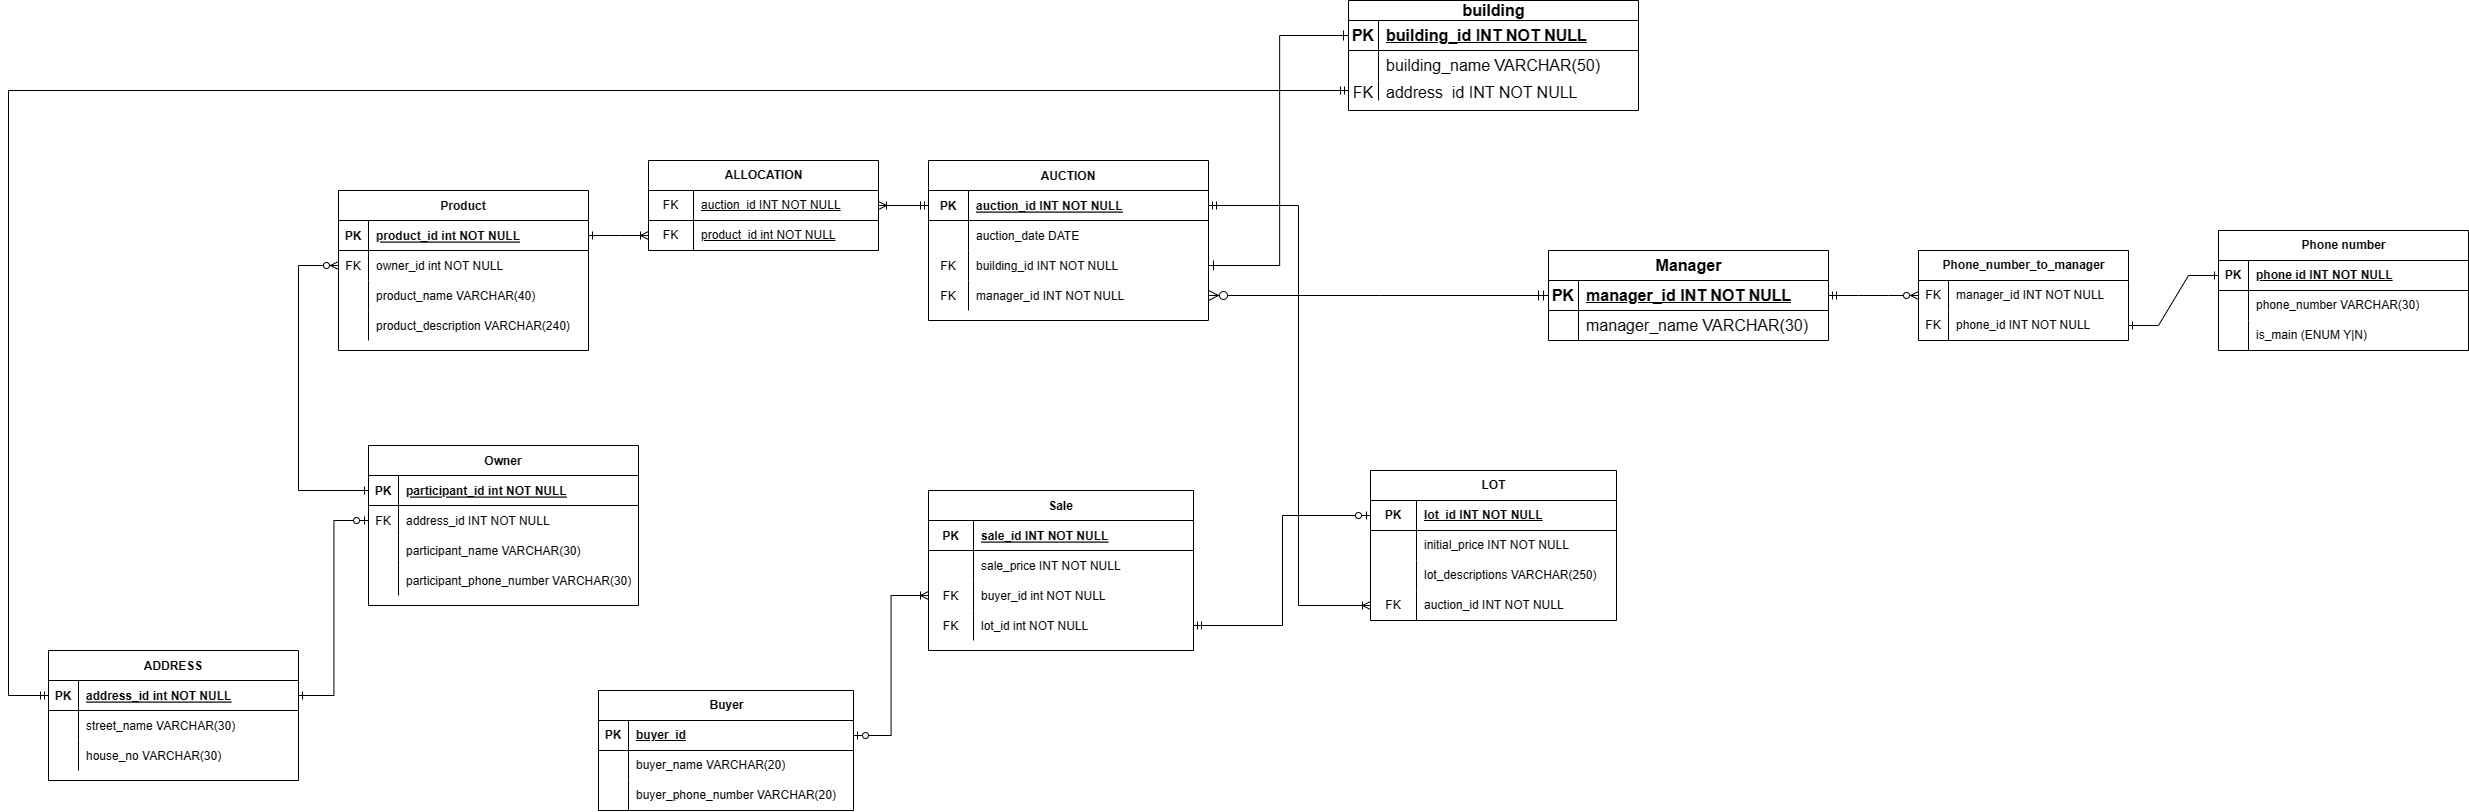 building
PK building_id INT NOT NULL
building_name VARCHAR(50)
FK address_id INT NOT NULL
ALLOCATION
FK auction_id INT NOT NULL
FK product_id int NOT NULL
AUCTION
PK auction_id INT NOT NULL
auction_date DATE
FK building_id INT NOT NULL
FK manager_id INT NOT NULL
Product
PK product_id int NOT NULL
FK owner_id int NOT NULL
product_name VARCHAR(40)
product_description VARCHAR(240)
Manager
PK manager_id INT NOT NULL
manager_name VARCHAR(30)
Phone_number_to_manager
FK manager_id INT NOT NULL
FK phone_id INT NOT NULL
Phone number
PK phone id INT NOT NULL
phone_number VARCHAR(30)
is_main (ENUM Y|N)
Owner
PK participant_id int NOT NULL
FK address_id INT NOT NULL
participant_name VARCHAR(30)
participant_phone_number VARCHAR(30)
Sale
PK sale_id INT NOT NULL
sale_price INT NOT NULL
FK buyer_id int NOT NULL
FK lot_id int NOT NULL
LOT
PK lot_id INT NOT NULL
initial_price INT NOT NULL
lot_descriptions VARCHAR(250)
FK auction_id INT NOT NULL
ADDRESS
PK address_id int NOT NULL
street_name VARCHAR(30)
house_no VARCHAR(30)
Buyer
PK buyer_id
buyer_name VARCHAR(20)
buyer_phone_number VARCHAR(20)